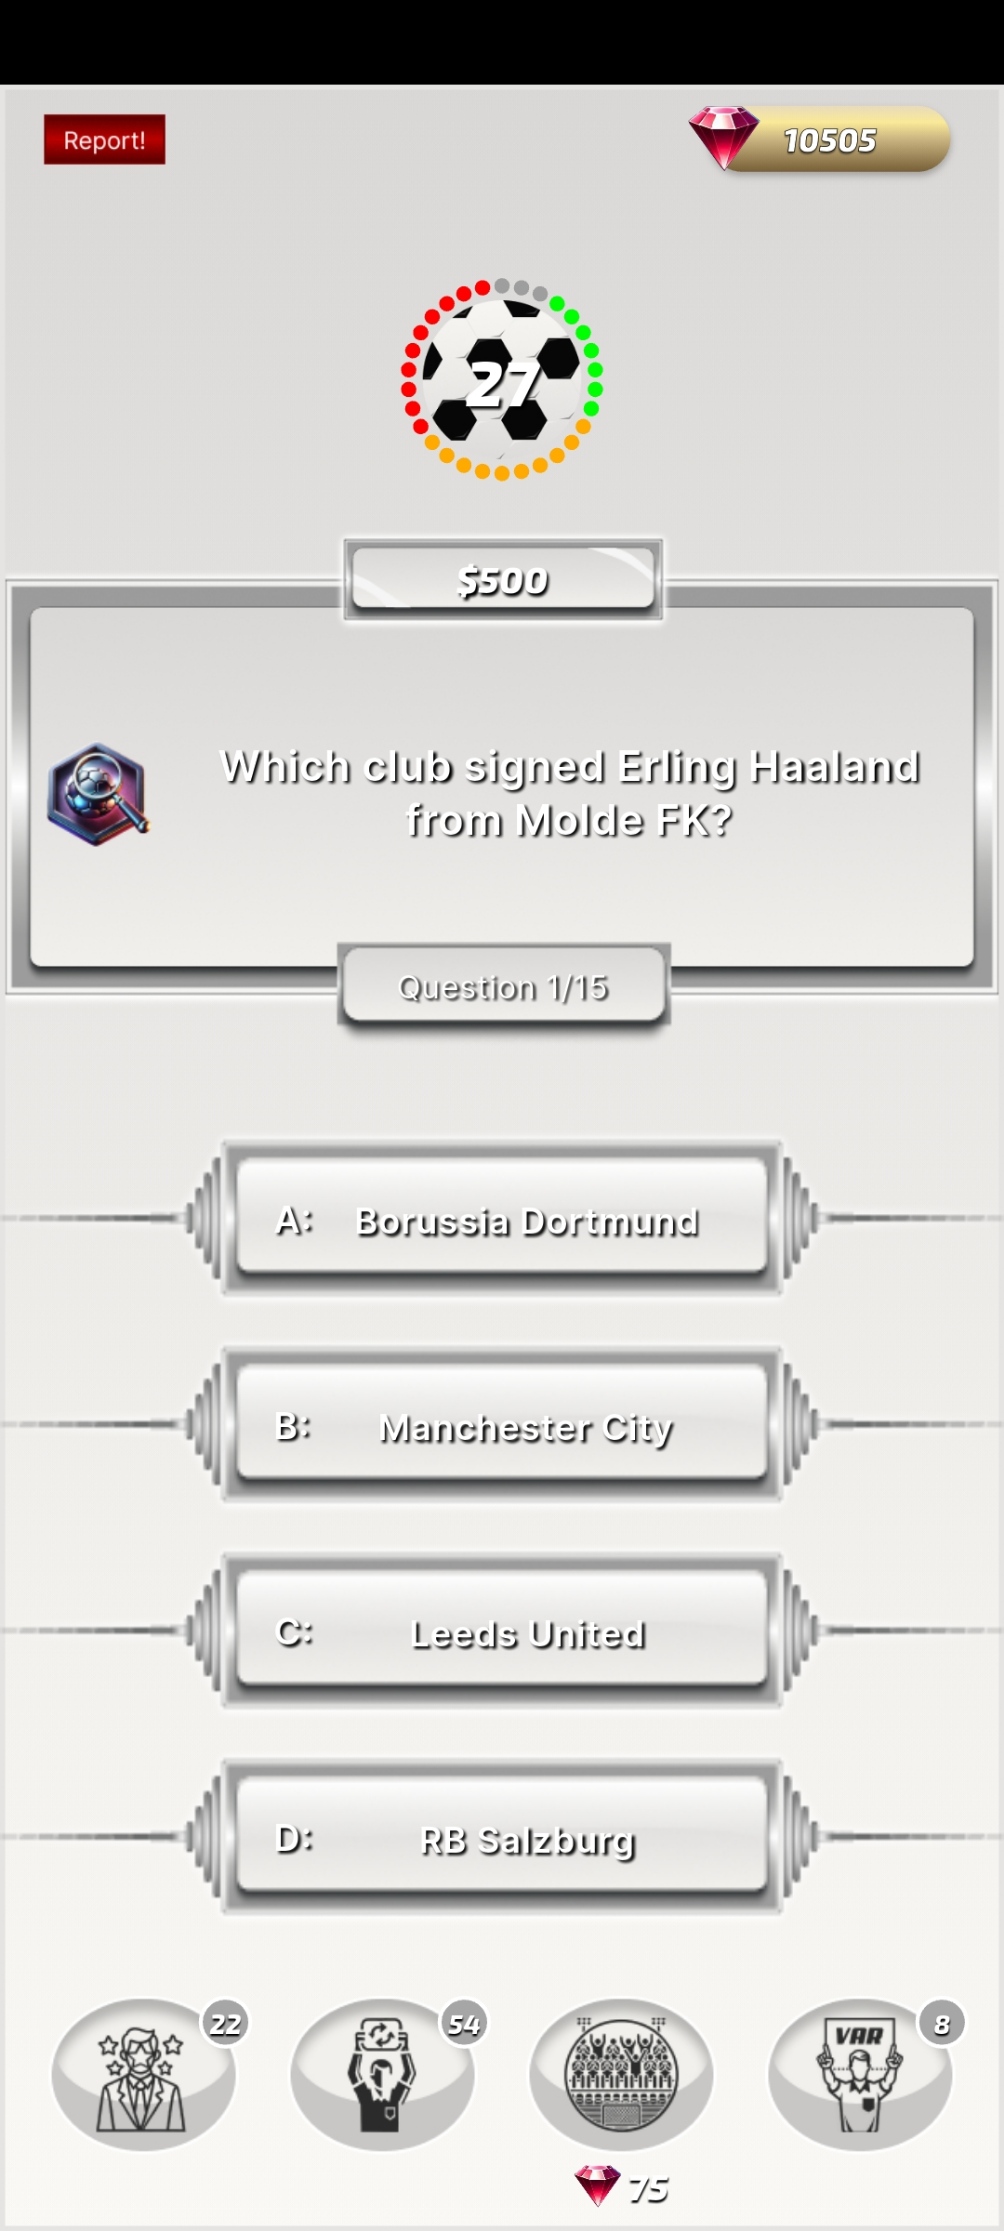 Report!
10505
27
$500
Which club signed Erling Haaland
from Molde FK?
Question 1/15
A: Borussia Dortmund
B: Manchester City
C: Leeds United
D: RB Salzburg
22
54
8
VAR
75